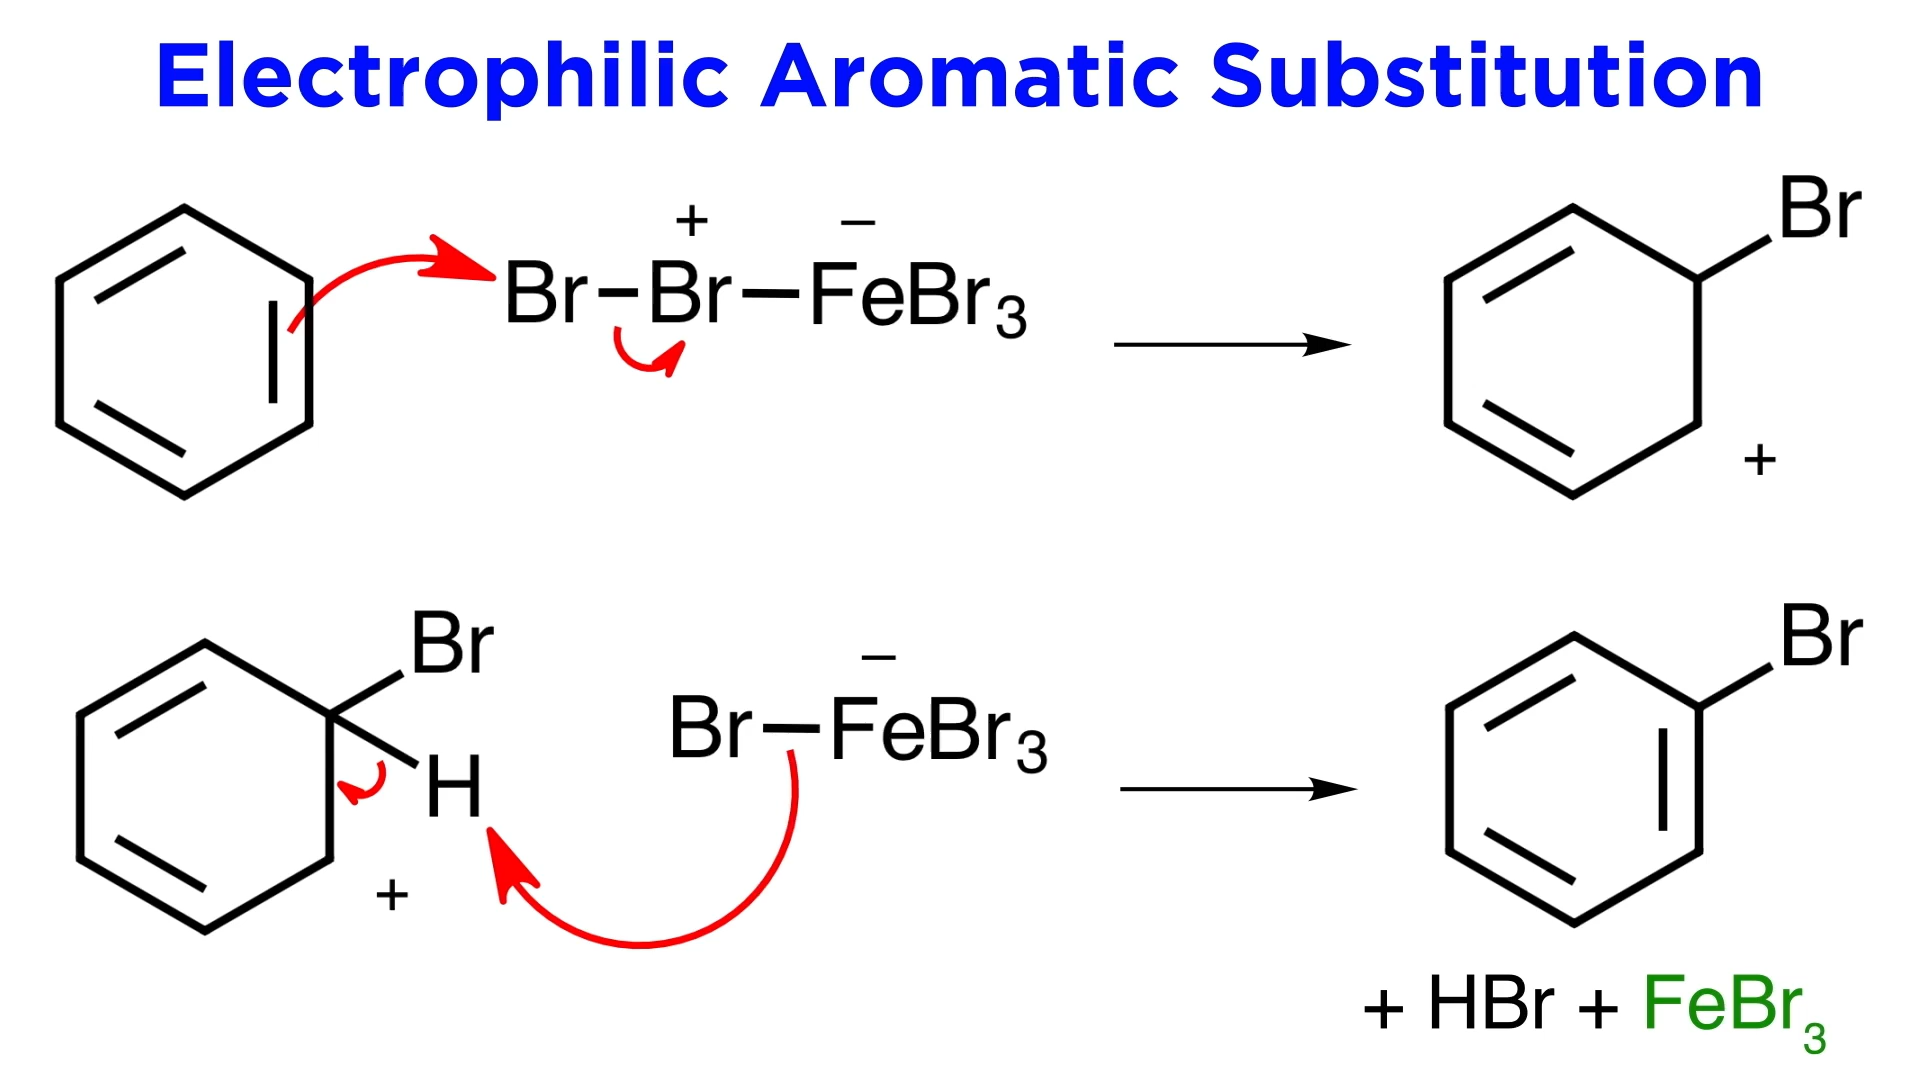 Electrophilic Aromatic Substitution
Br
+ −
Br–Br–FeBr₃
+
Br
Br
−
Br–FeBr₃
H
+
+ HBr + FeBr₃